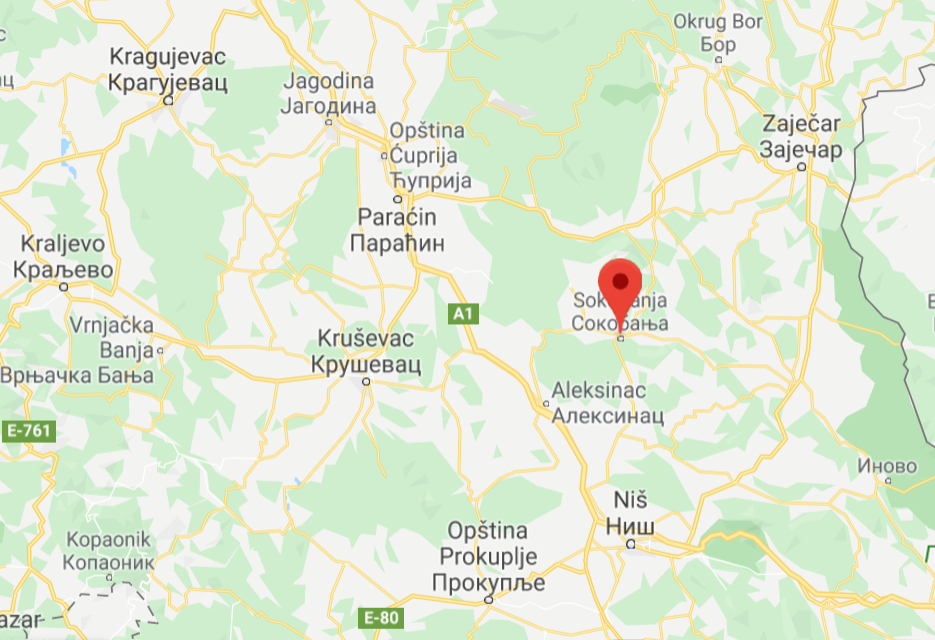 Okrug Bor
Бор
Kragujevac
Крагујевац
Jagodina
Јагодина
Opština
Ćuprija
Ћуприја
Zaječar
Зајечар
Paraćin
Параћин
Kraljevo
Краљево
A1
Сокобања
Vrnjačka
Banja
Врњачка Бања
Kruševac
Крушевац
Aleksinac
Алексинац
E-761
Иново
Niš
Ниш
Opština
Prokuplje
Прокупље
Kopaonik
Копаоник
E-80